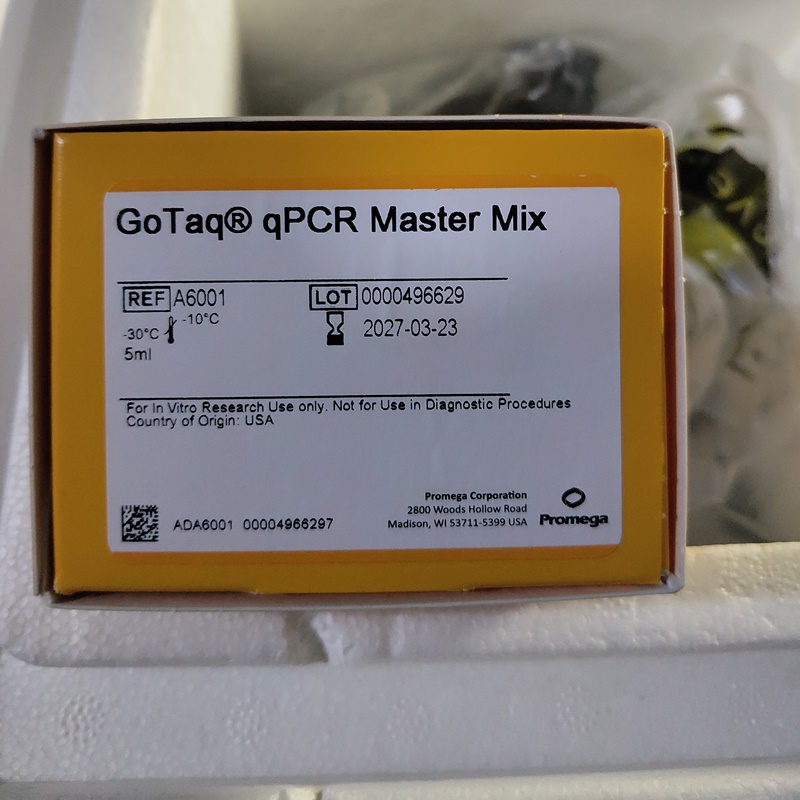 GoTaq® qPCR Master Mix
REF A6001
LOT 0000496629
-30°C -10°C
2027-03-23
5ml
For In Vitro Research Use only. Not for Use in Diagnostic Procedures
Country of Origin: USA
ADA6001 00004966297
Promega Corporation
2800 Woods Hollow Road
Madison, WI 53711-5399 USA
Promega